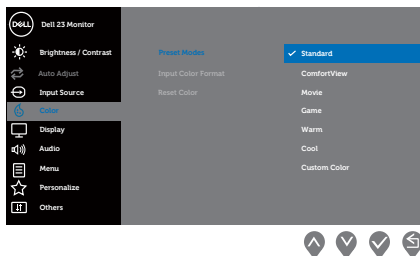 DELL Dell 23 Monitor
Brightness / Contrast
Auto Adjust
Input Source
Color
Display
Audio
Menu
Personalize
Others
Preset Modes
Input Color Format
Reset Color
Standard
ComfortView
Movie
Game
Warm
Cool
Custom Color